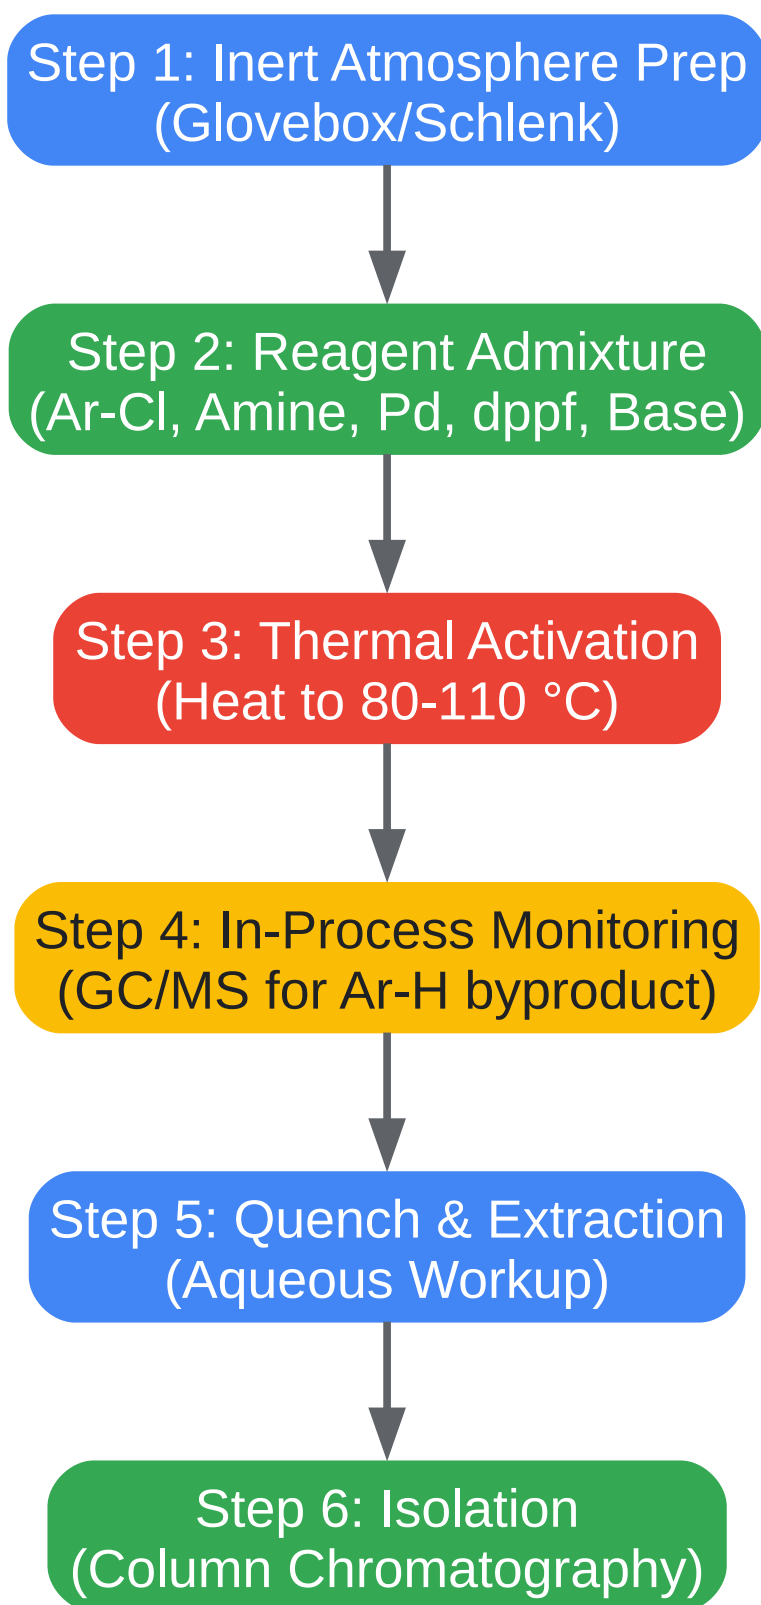 Step 1: Inert Atmosphere Prep
(Glovebox/Schlenk)
Step 2: Reagent Admixture
(Ar-Cl, Amine, Pd, dppf, Base)
Step 3: Thermal Activation
(Heat to 80-110 °C)
Step 4: In-Process Monitoring
(GC/MS for Ar-H byproduct)
Step 5: Quench & Extraction
(Aqueous Workup)
Step 6: Isolation
(Column Chromatography)